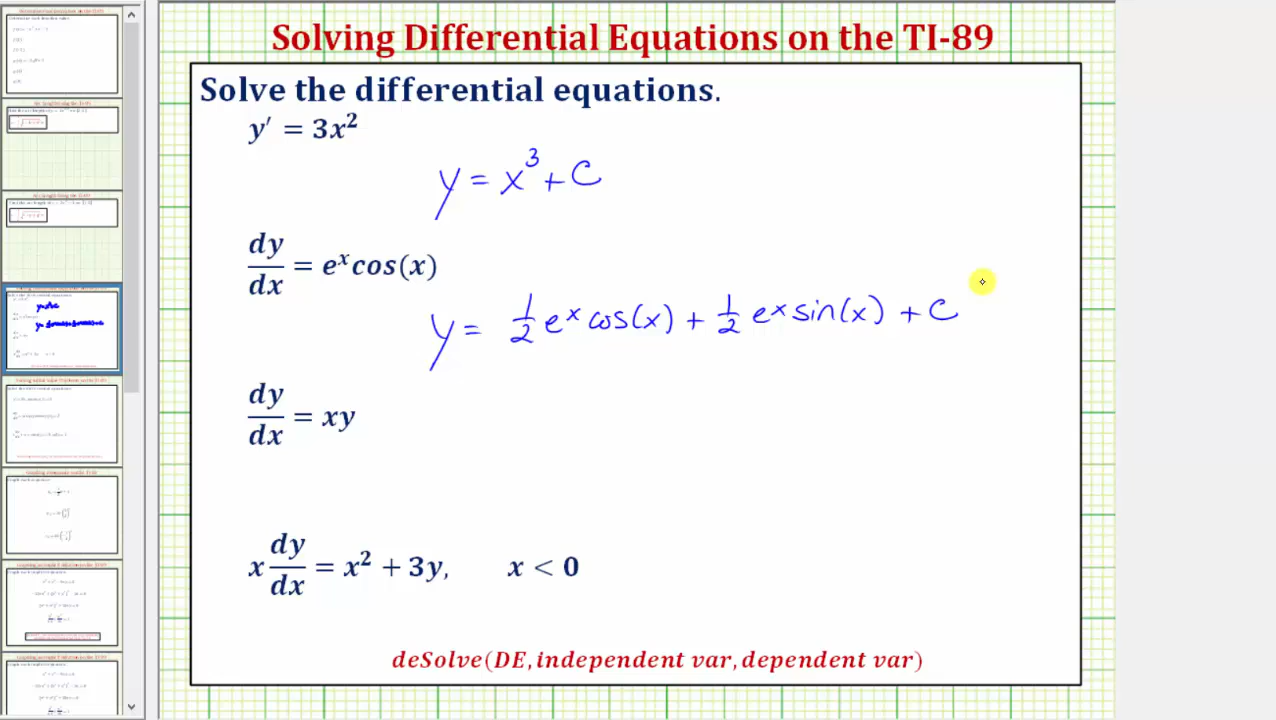 Solving Differential Equations on the TI-89
Solve the differential equations.
y′ = 3x²
y = x³ + C
dy/dx = eˣcos(x)
y = ½ eˣ cos(x) + ½ eˣ sin(x) + C
dy/dx = xy
x dy/dx = x² + 3y, x < 0
deSolve(DE, independent var, dependent var)